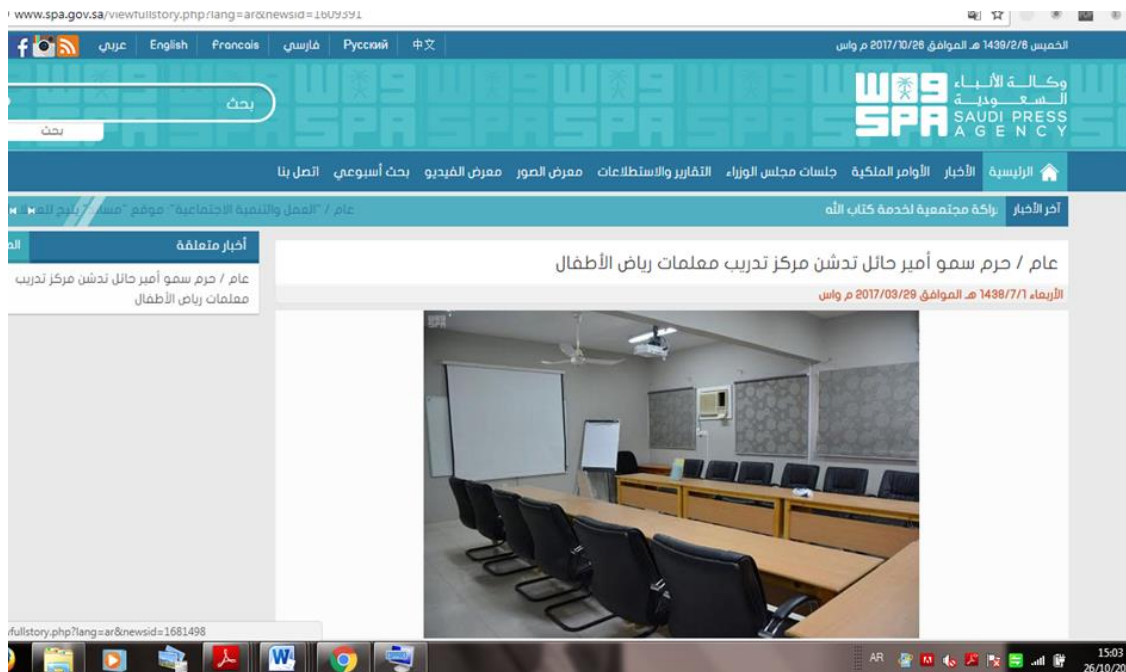 www.spa.gov.sa/viewfullstory.php?lang=ar&newsid=1609391
الخميس 1439/2/6 هـ الموافق 2017/10/26 م واس
عربي English Francais فارسي Русский 中文
وكالة الأنباء
السعودية
SAUDI PRESS
AGENCY
SPA
بحث
بحث
الرئيسية الأخبار الأوامر الملكية جلسات مجلس الوزراء التقارير والاستطلاعات معرض الصور معرض الفيديو بحث أسبوعي اتصل بنا
آخر الأخبار راكة مجتمعية لخدمة كتاب الله عام / "العمل والتنمية الاجتماعية": موقع
عام / حرم سمو أمير حائل تدشن مركز تدريب معلمات رياض الأطفال
الأربعاء 1438/7/1 هـ الموافق 2017/03/29 م واس
أخبار متعلقة
عام / حرم سمو أمير حائل تدشن مركز تدريب
معلمات رياض الأطفال
SPA
fullstory.php?lang=ar&newsid=1681498
AR
15:03
26/10/20